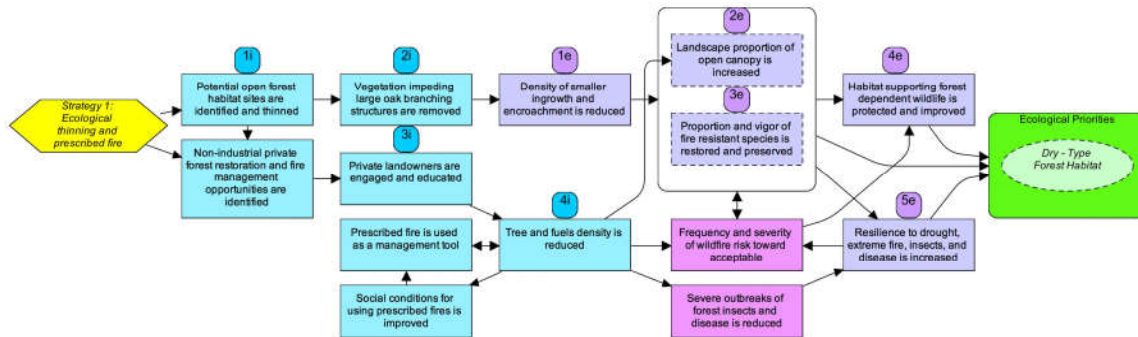 Strategy 1:
Ecological
thinning and
prescribed fire
1i
Potential open forest
habitat sites are
identified and thinned
Non-industrial private
forest restoration and fire
management
opportunities are
identified
2i
Vegetation impeding
large oak branching
structures are removed
3i
Private landowners are
engaged and educated
Prescribed fire is used
as a management tool
Social conditions for
using prescribed fires is
improved
1e
Density of smaller
ingrowth and
encroachment is reduced
4i
Tree and fuels density is
reduced
2e
Landscape proportion of
open canopy is
increased
3e
Proportion and vigor of
fire resistant species is
restored and preserved
Frequency and severity
of wildfire risk toward
acceptable
Severe outbreaks of
forest insects and
disease is reduced
4e
Habitat supporting forest
dependent wildlife is
protected and improved
5e
Resilience to drought,
extreme fire, insects, and
disease is increased
Ecological Priorities
Dry - Type
Forest Habitat